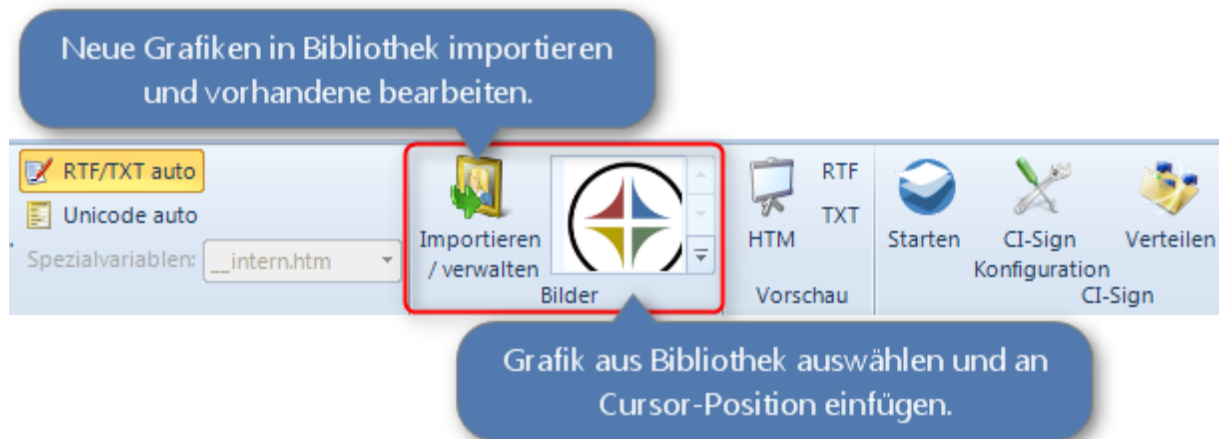 Neue Grafiken in Bibliothek importieren
und vorhandene bearbeiten.
RTF/TXT auto
Unicode auto
Spezialvariablen: __intern.htm
Importieren
/ verwalten
Bilder
HTM
RTF
TXT
Vorschau
Starten
CI-Sign
Konfiguration
Verteilen
CI-Sign
Grafik aus Bibliothek auswählen und an
Cursor-Position einfügen.